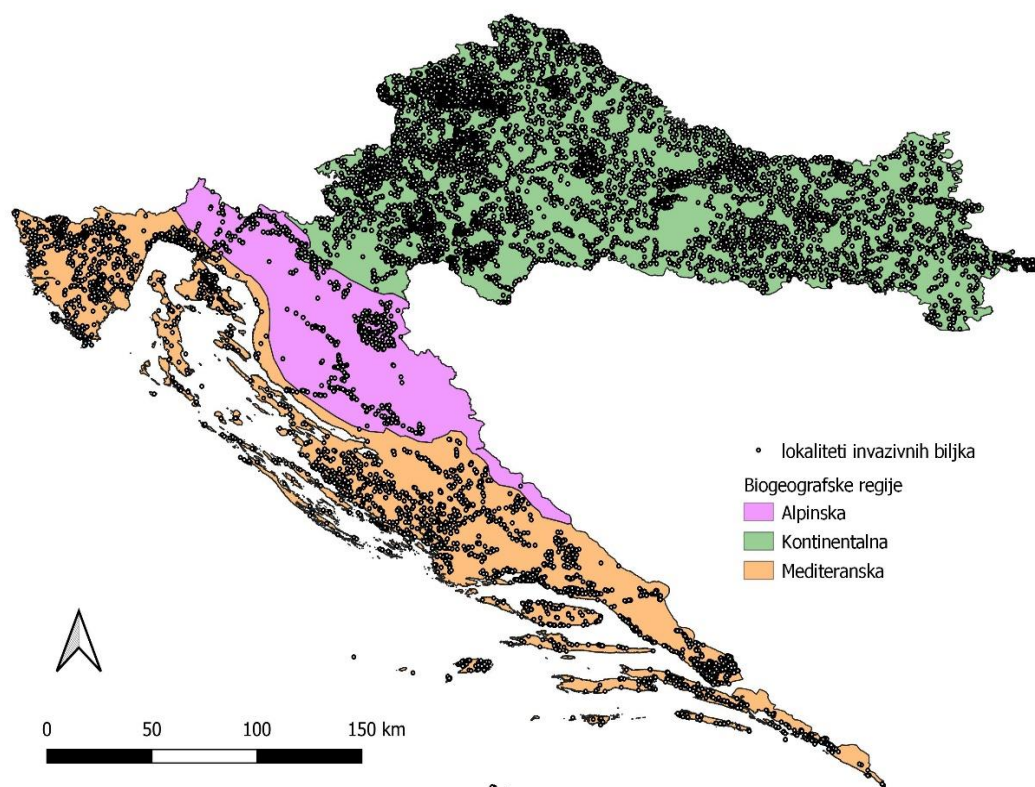 lokaliteti invazivnih biljka
Biogeografske regije
Alpinska
Kontinentalna
Mediteranska
0 50 100 150 km